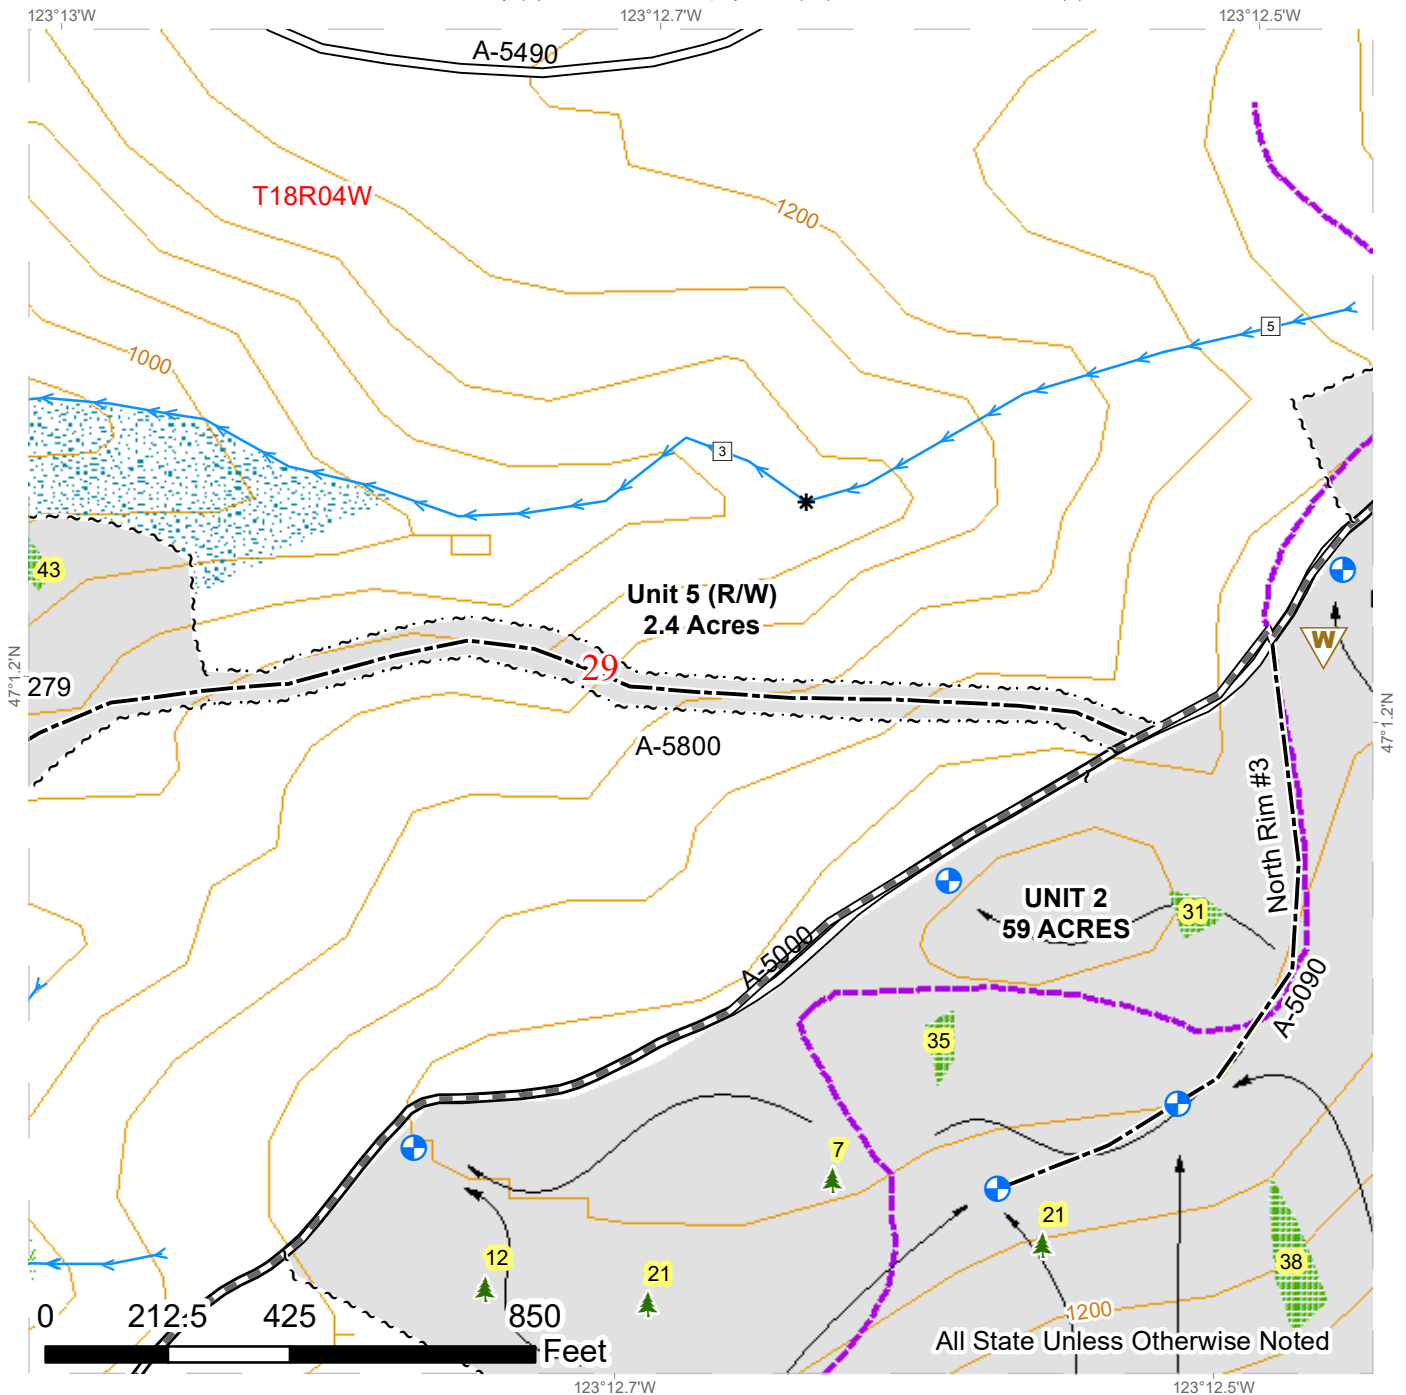 123°13'W
123°12.7'W
123°12.5'W
A-5490
T18R04W
1200
5
1000
3
43
Unit 5 (R/W)
2.4 Acres
W
29
279
47°1.2'N
47°1.2'N
A-5800
North Rim #3
UNIT 2
59 ACRES
31
A-5000
A-5090
35
7
21
12
21
38
1200
0
212.5
425
850
Feet
All State Unless Otherwise Noted
123°12.7'W
123°12.5'W